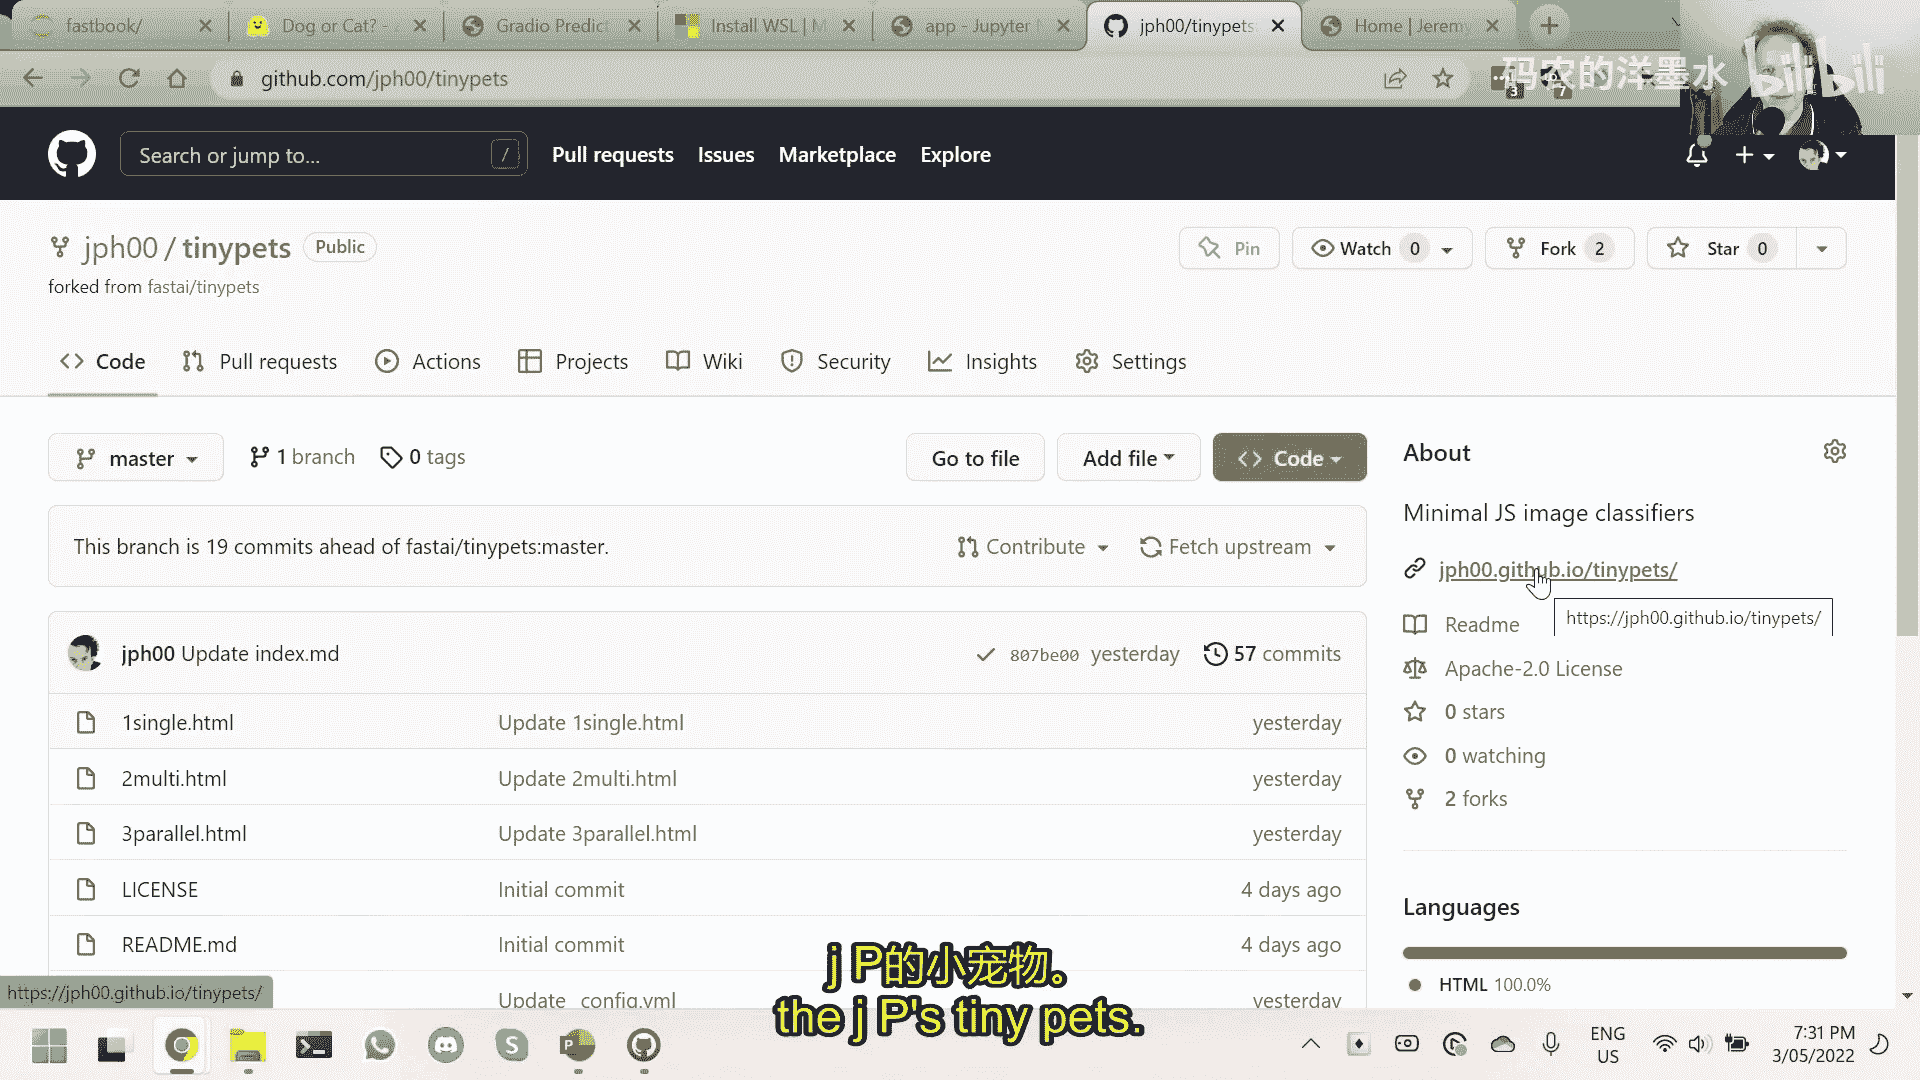 fastbook/
Dog or Cat? - a
Gradio Predict
Install WSL | M
app - Jupyter
jph00/tinypets
Home | Jeremy
github.com/jph00/tinypets
3
7
码农的洋墨水 bilibili
Search or jump to...
/
Pull requests
Issues
Marketplace
Explore
jph00 / tinypets
Public
forked from fastai/tinypets
Pin
Watch 0
Fork 2
Star 0
Code
Pull requests
Actions
Projects
Wiki
Security
Insights
Settings
master
1 branch
0 tags
Go to file
Add file
Code
This branch is 19 commits ahead of fastai/tinypets:master.
Contribute
Fetch upstream
jph00 Update index.md
807be00 yesterday
57 commits
1single.html Update 1single.html yesterday
2multi.html Update 2multi.html yesterday
3parallel.html Update 3parallel.html yesterday
LICENSE Initial commit 4 days ago
README.md Initial commit 4 days ago
Update _config.yml yesterday
About
Minimal JS image classifiers
jph00.github.io/tinypets/
https://jph00.github.io/tinypets/
Readme
Apache-2.0 License
0 stars
0 watching
2 forks
Languages
HTML 100.0%
https://jph00.github.io/tinypets/
j P的小宠物。
the j P's tiny pets.
ENG
US
7:31 PM
3/05/2022